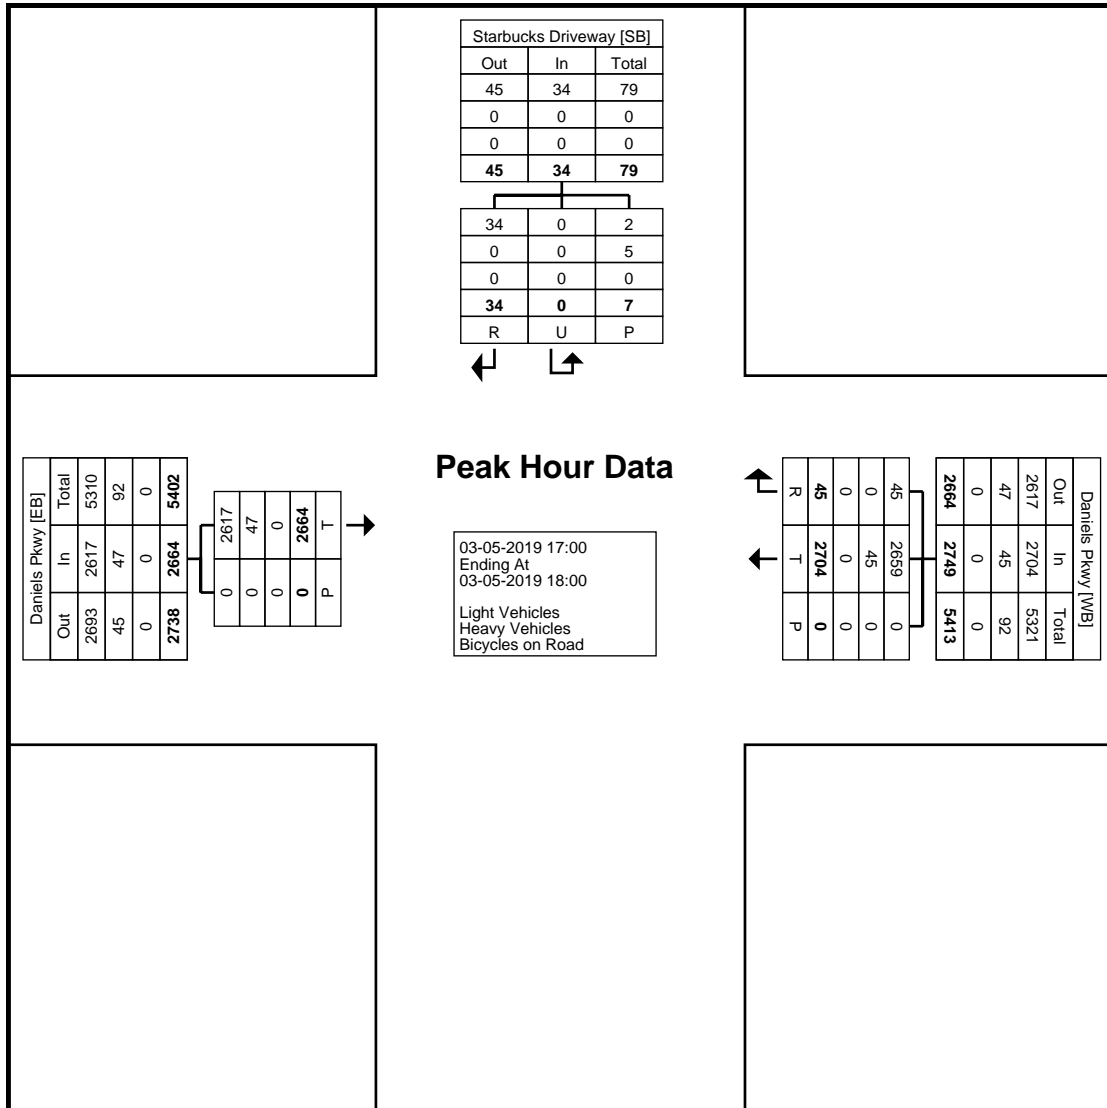 Starbucks Driveway [SB]
Out In Total
45 34 79
0 0 0
0 0 0
45 34 79
34 0 2
0 0 5
0 0 0
34 0 7
R U P
Peak Hour Data
03-05-2019 17:00
Ending At
03-05-2019 18:00
Light Vehicles
Heavy Vehicles
Bicycles on Road
Daniels Pkwy [EB]
Out In Total
2693 2617 5310
45 47 92
0 0 0
2738 2664 5402
2617 0
47 0
0 0
2664 0
T P
Daniels Pkwy [WB]
Out In Total
2617 2704 5321
47 45 92
0 0 0
2664 2749 5413
45 2659 0
0 45 0
0 0 0
45 2704 0
R T P